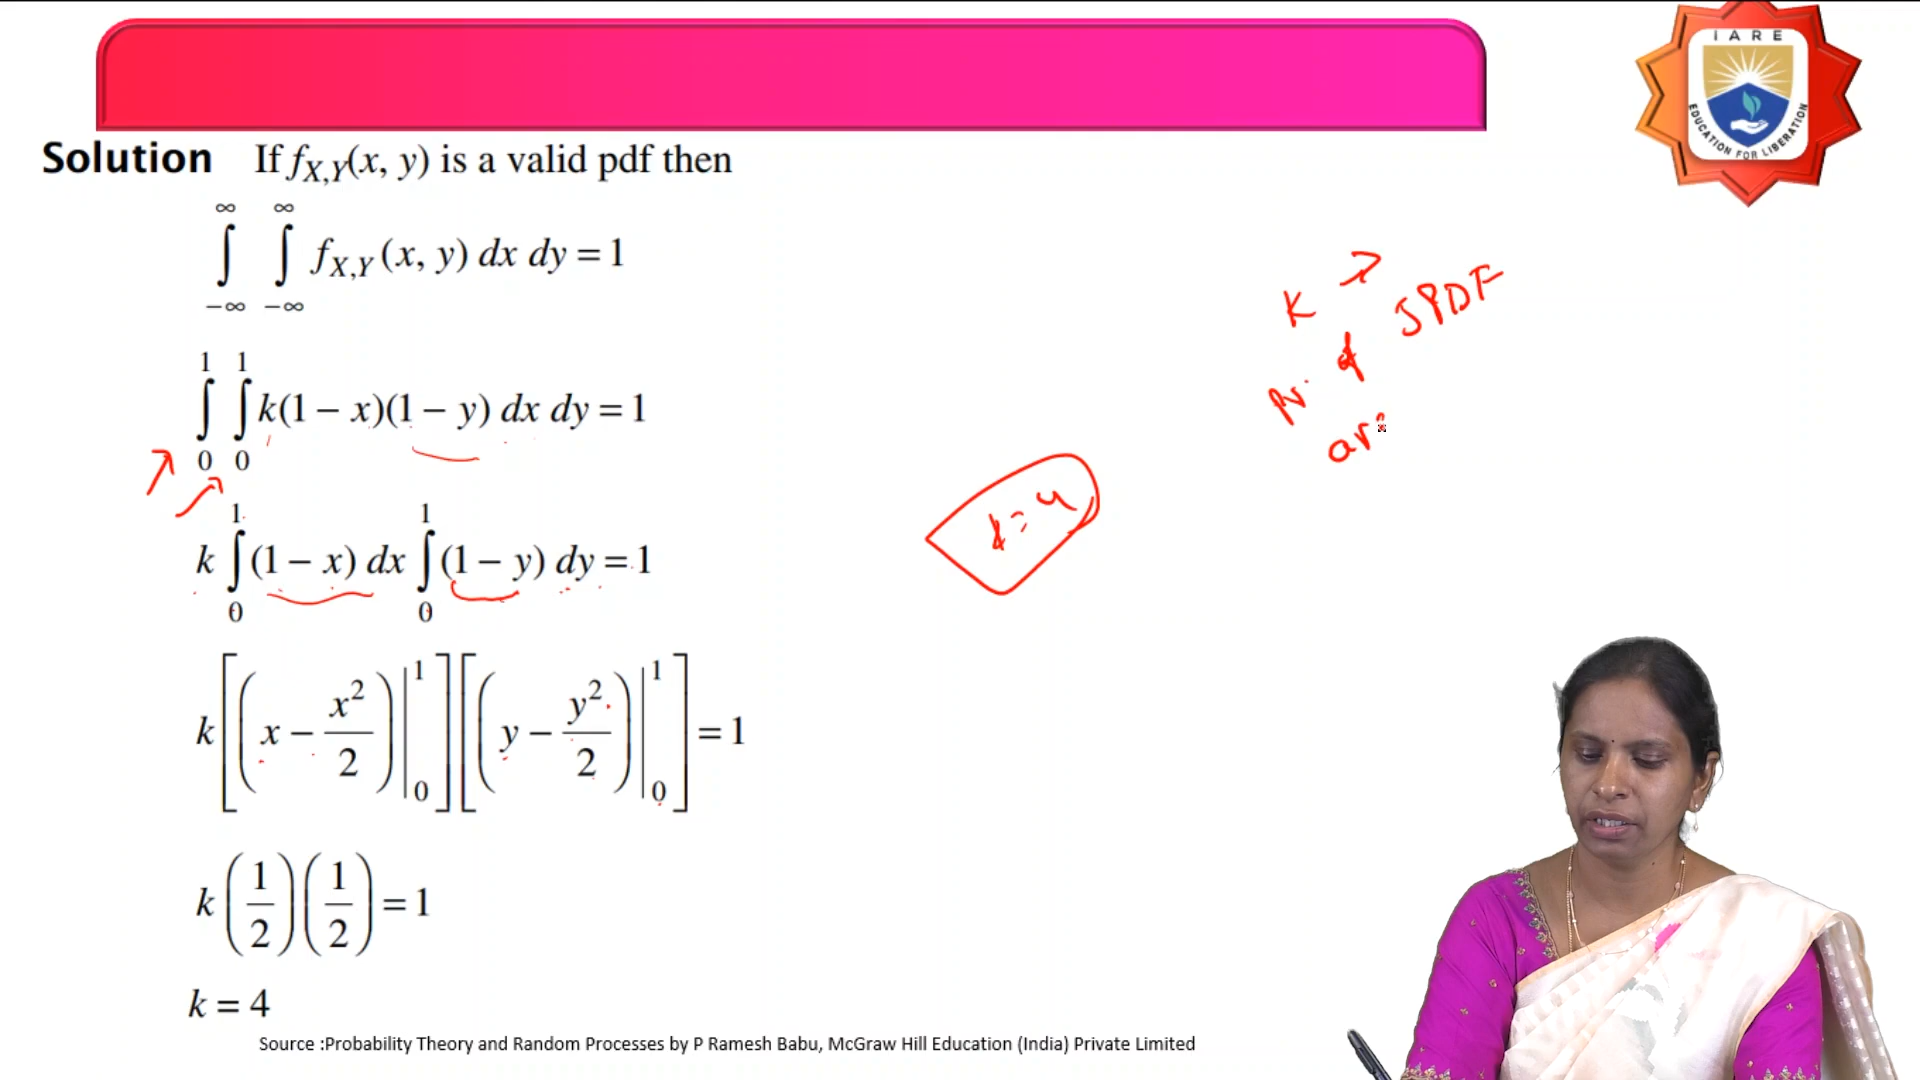 IARE
EDUCATION FOR LIBERATION
Solution If f_{X,Y}(x, y) is a valid pdf then
∫_{−∞}^{∞} ∫_{−∞}^{∞} f_{X,Y}(x, y) dx dy = 1
∫_0^1 ∫_0^1 k(1 − x)(1 − y) dx dy = 1
k ∫_0^1 (1 − x) dx ∫_0^1 (1 − y) dy = 1
k[(x − x²/2)|_0^1][(y − y²/2)|_0^1] = 1
k(1/2)(1/2) = 1
k = 4
k = 4
K →
JPDF
Source :Probability Theory and Random Processes by P Ramesh Babu, McGraw Hill Education (India) Private Limited